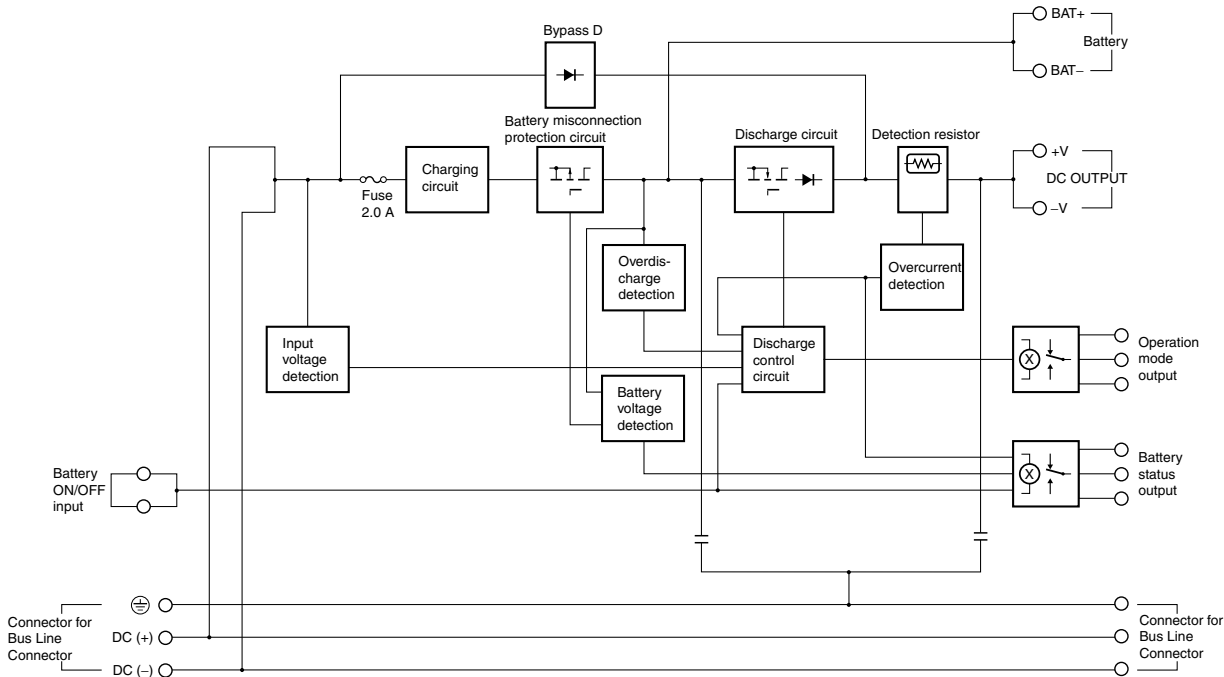 BAT+
Bypass D
Battery
BAT−
Battery misconnection
protection circuit
Discharge circuit
Detection resistor
+V
Charging
circuit
DC OUTPUT
Fuse
2.0 A
−V
Overdis-
charge
detection
Overcurrent
detection
Input
voltage
detection
Discharge
control
circuit
X
Operation
mode
output
Battery
voltage
detection
Battery
ON/OFF
input
X
Battery
status
output
Connector for
Bus Line
Connector
DC (+)
DC (−)
Connector for
Bus Line
Connector